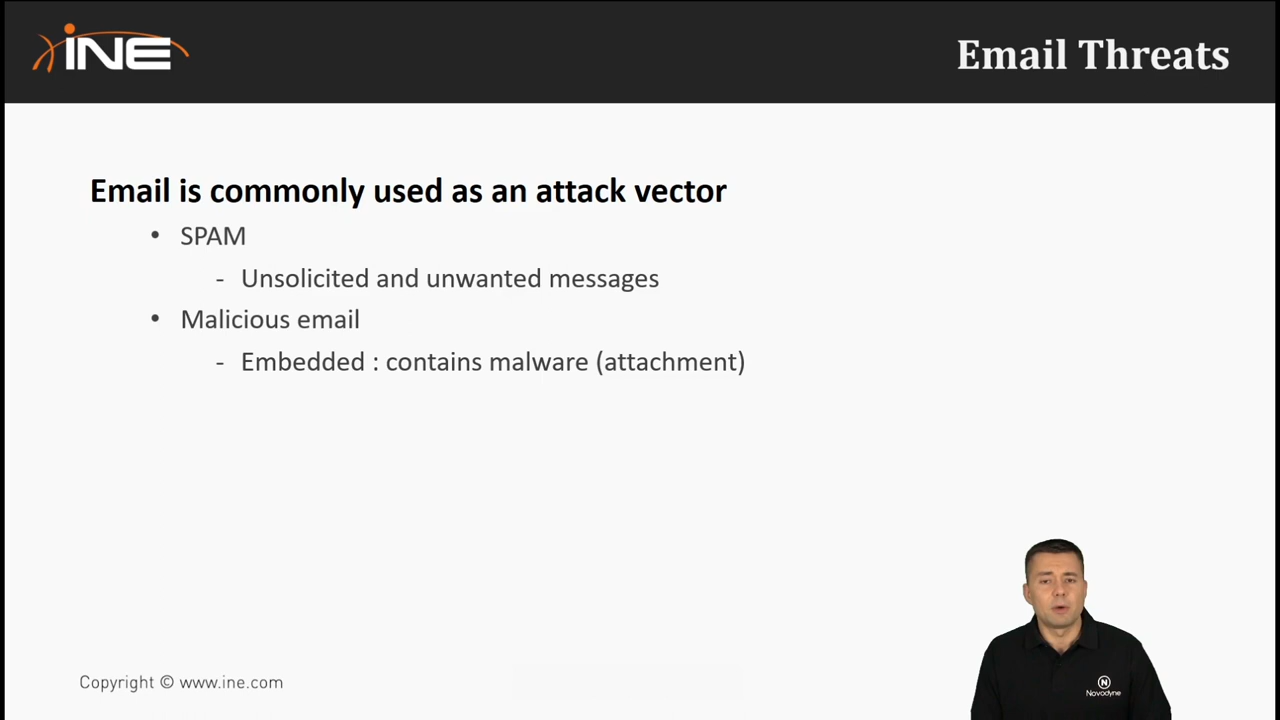 INE
Email Threats
Email is commonly used as an attack vector
• SPAM
- Unsolicited and unwanted messages
• Malicious email
- Embedded : contains malware (attachment)
Copyright © www.ine.com
N
Novodyne